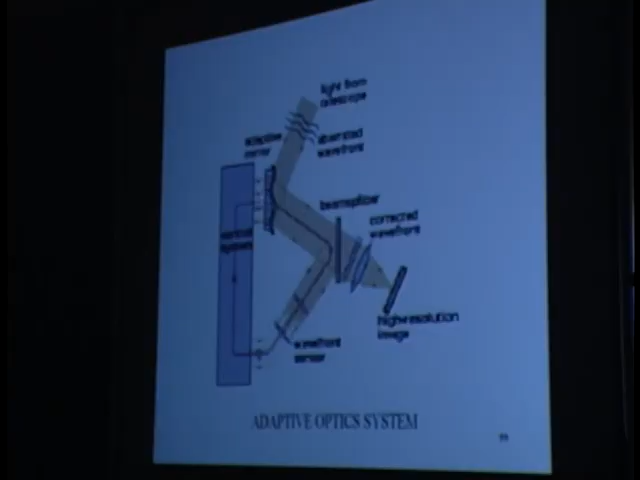 light from
telescope
adaptive
mirror
aberrated
wavefront
beamsplitter
corrected
wavefront
control
system
high-resolution
image
wavefront
sensor
ADAPTIVE OPTICS SYSTEM